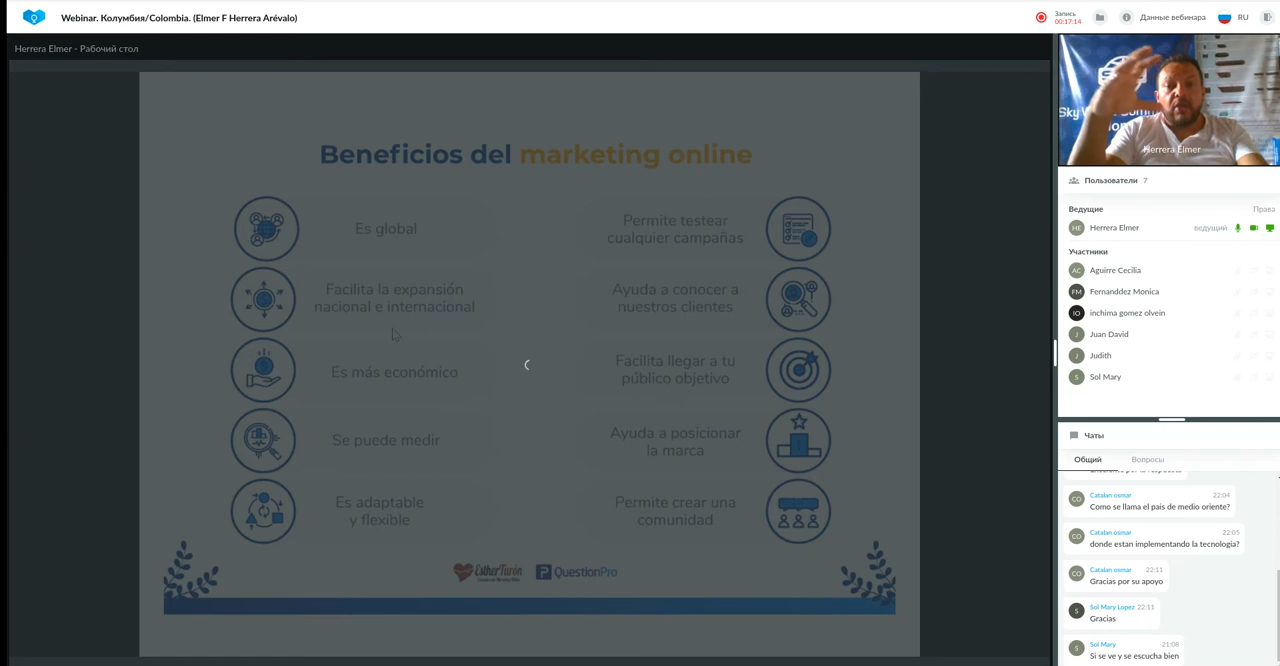 Webinar. Колумбия/Colombia. (Elmer F Herrera Arévalo)
Запись
00:17:14
Данные вебинара
RU
Herrera Elmer - Рабочий стол
Beneficios del marketing online
Es global
Permite testear
cualquier campañas
Facilita la expansión
nacional e internacional
Ayuda a conocer a
nuestros clientes
Es más económico
Facilita llegar a tu
público objetivo
Se puede medir
Ayuda a posicionar
la marca
Es adaptable
y flexible
Permite crear una
comunidad
EstherTurón
QuestionPro
Sky W
Herrera Elmer
Пользователи 7
Ведущие
Права
HE Herrera Elmer ведущий
Участники
AC Aguirre Cecilia
FM Fernanddez Monica
IO inchima gomez olvein
J Juan David
J Judith
S Sol Mary
Чаты
Общий
Вопросы
CO Catalan osmar 22:04
Como se llama el pais de medio oriente?
CO Catalan osmar 22:05
donde estan implementando la tecnologia?
CO Catalan osmar 22:11
Gracias por su apoyo
S Sol Mary Lopez 22:11
Gracias
S Sol Mary 21:08
Si se ve y se escucha bien